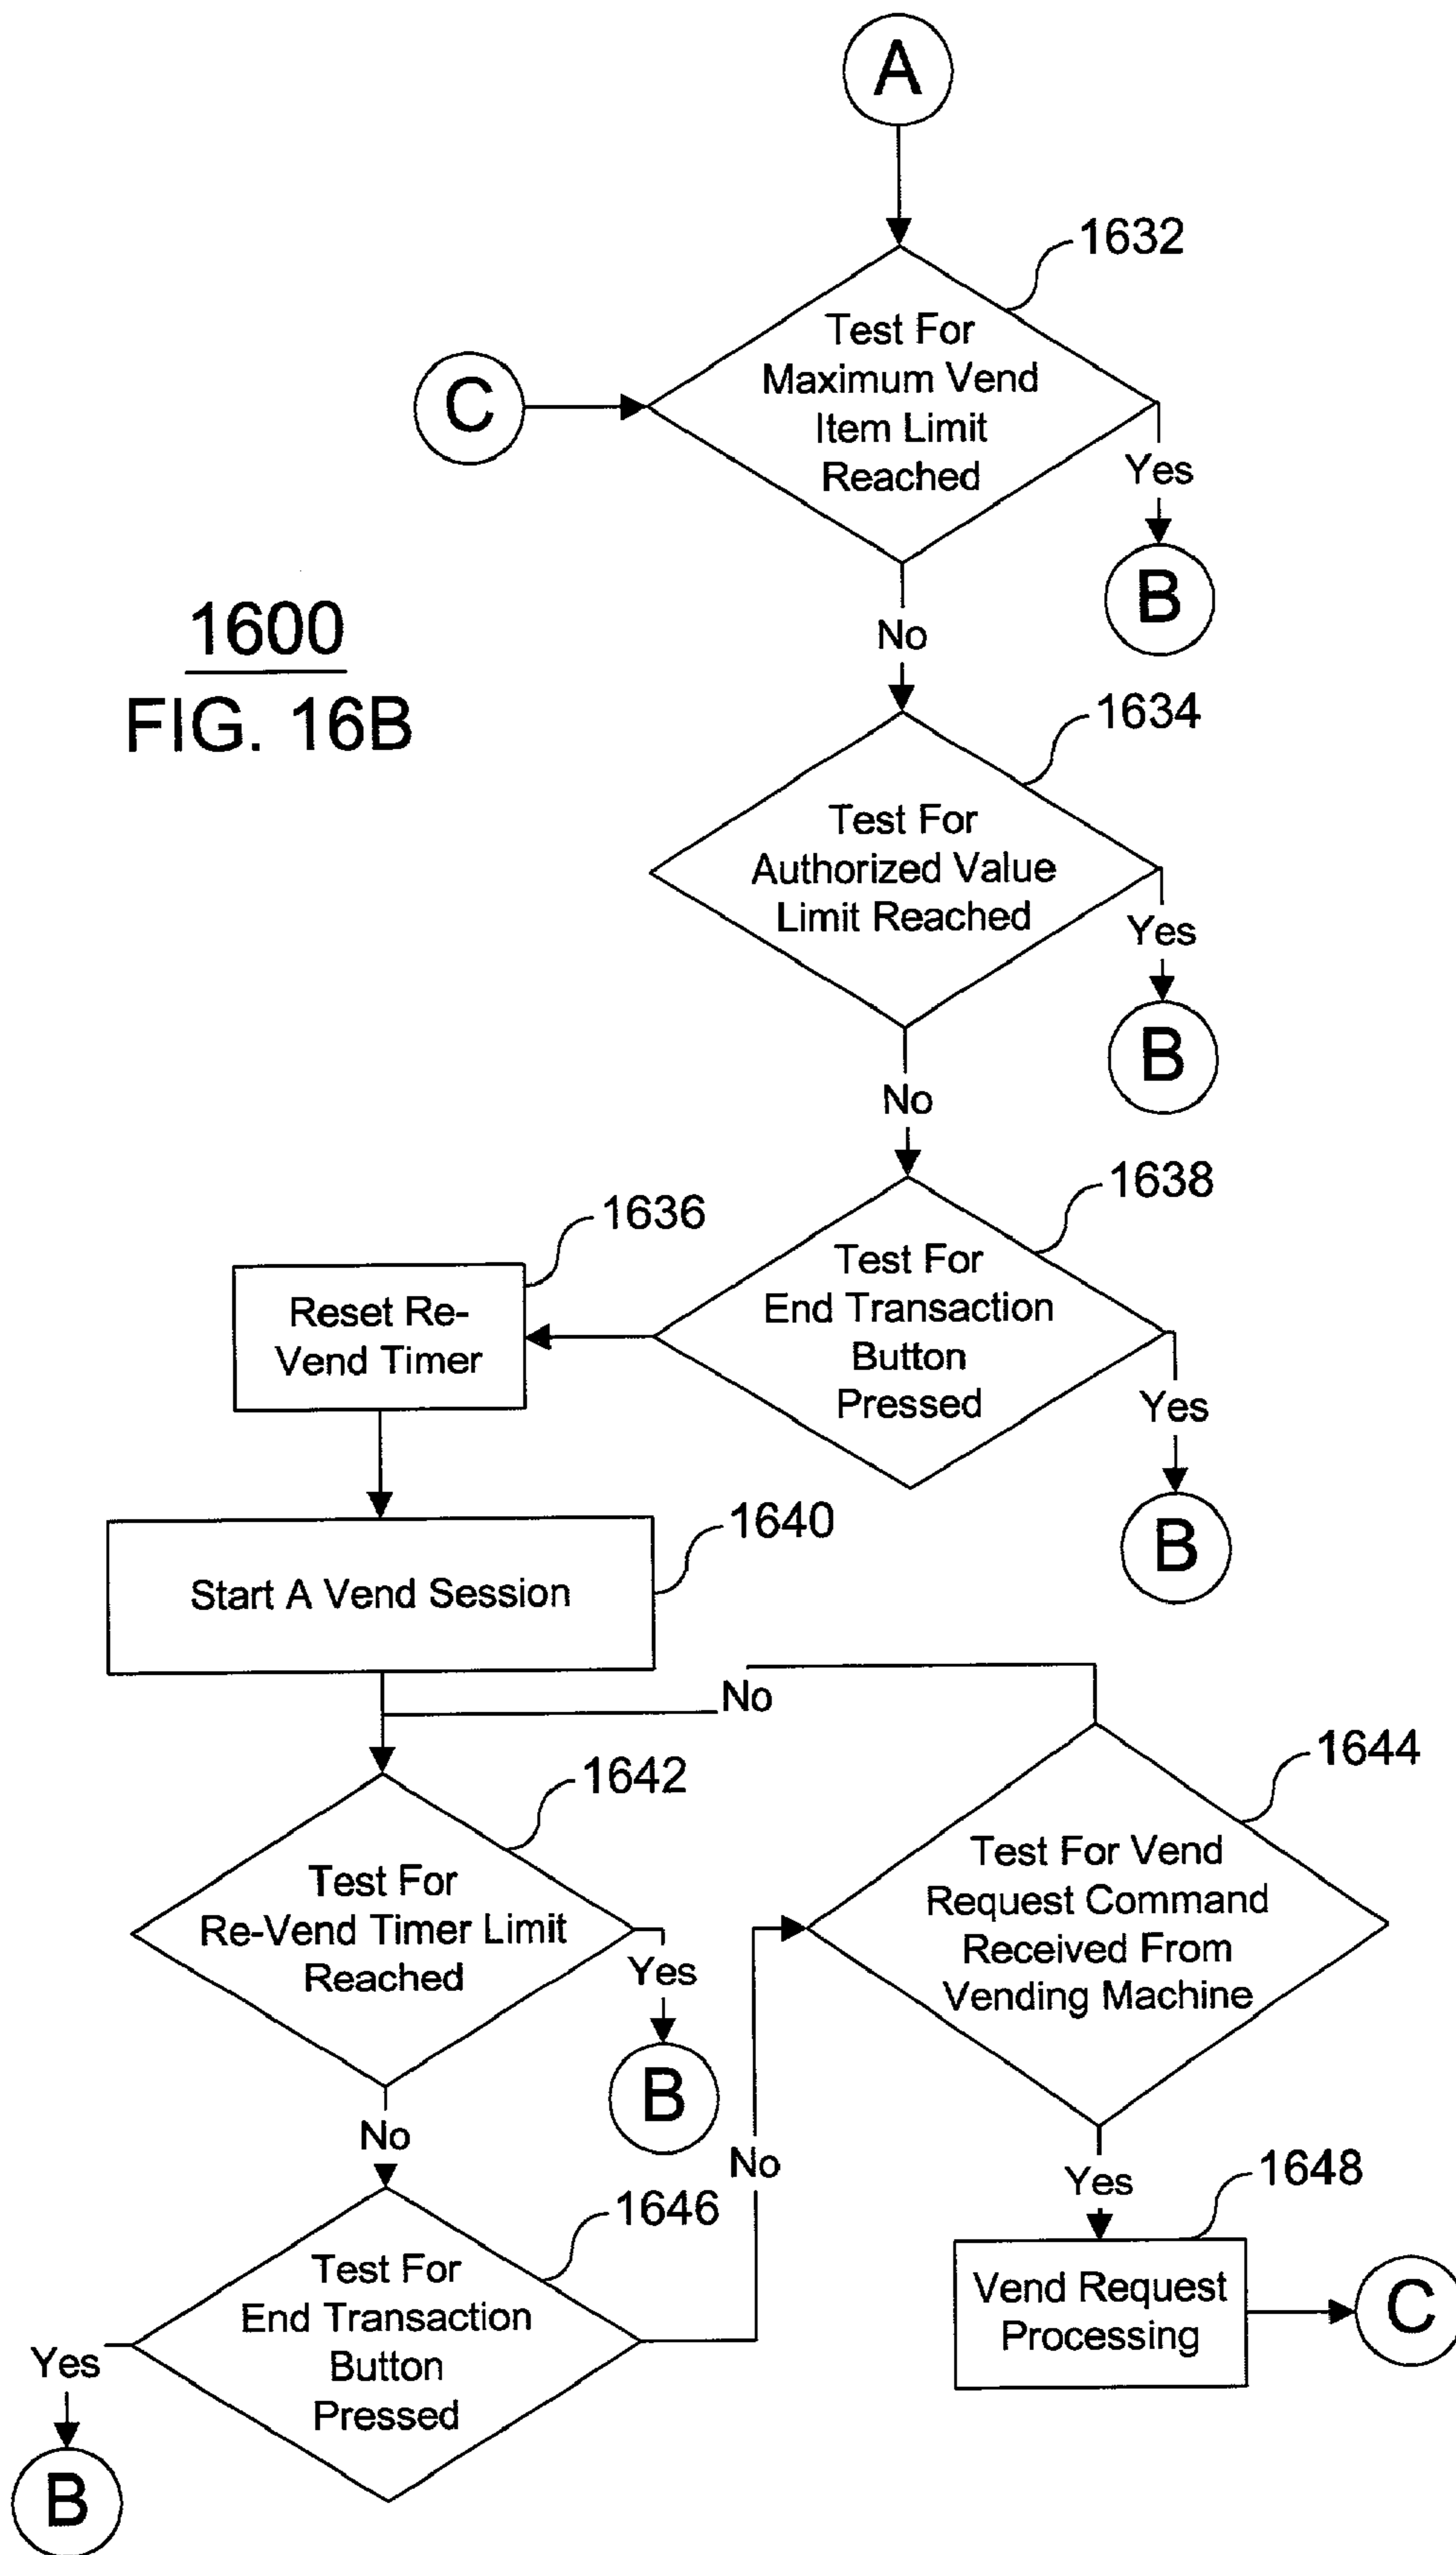 A
1632
Test For
Maximum Vend
Item Limit
Reached
C
Yes
B
No
1600
FIG. 16B
1634
Test For
Authorized Value
Limit Reached
Yes
B
No
1638
1636
Test For
End Transaction
Button
Pressed
Reset Re-
Vend Timer
Yes
B
1640
Start A Vend Session
No
1642
1644
Test For
Re-Vend Timer Limit
Reached
Test For Vend
Request Command
Received From
Vending Machine
Yes
B
No
No
Yes
1648
1646
Test For
End Transaction
Button
Pressed
Vend Request
Processing
C
Yes
B